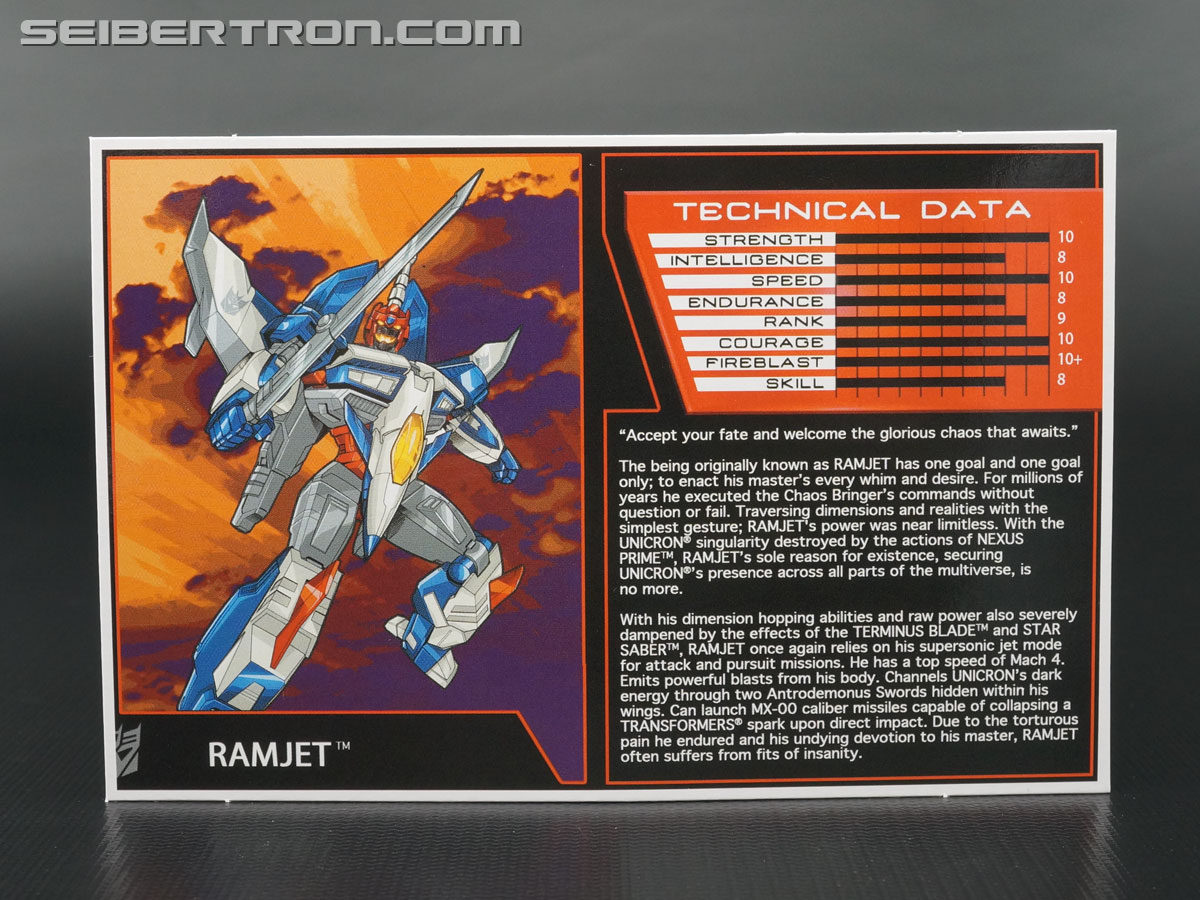 SEIBERTRON.COM
TECHNICAL DATA
STRENGTH 10
INTELLIGENCE 8
SPEED 10
ENDURANCE 8
RANK 9
COURAGE 10
FIREBLAST 10+
SKILL 8
“Accept your fate and welcome the glorious chaos that awaits.”
The being originally known as RAMJET has one goal and one goal
only; to enact his master’s every whim and desire. For millions of
years he executed the Chaos Bringer’s commands without
question or fail. Traversing dimensions and realities with the
simplest gesture; RAMJET’s power was near limitless. With the
UNICRON® singularity destroyed by the actions of NEXUS
PRIME™, RAMJET’s sole reason for existence, securing
UNICRON®’s presence across all parts of the multiverse, is
no more.
With his dimension hopping abilities and raw power also severely
dampened by the effects of the TERMINUS BLADE™ and STAR
SABER™, RAMJET once again relies on his supersonic jet mode
for attack and pursuit missions. He has a top speed of Mach 4.
Emits powerful blasts from his body. Channels UNICRON’s dark
energy through two Antrodemonus Swords hidden within his
wings. Can launch MX-00 caliber missiles capable of collapsing a
TRANSFORMERS® spark upon direct impact. Due to the torturous
pain he endured and his undying devotion to his master, RAMJET
often suffers from fits of insanity.
RAMJET™